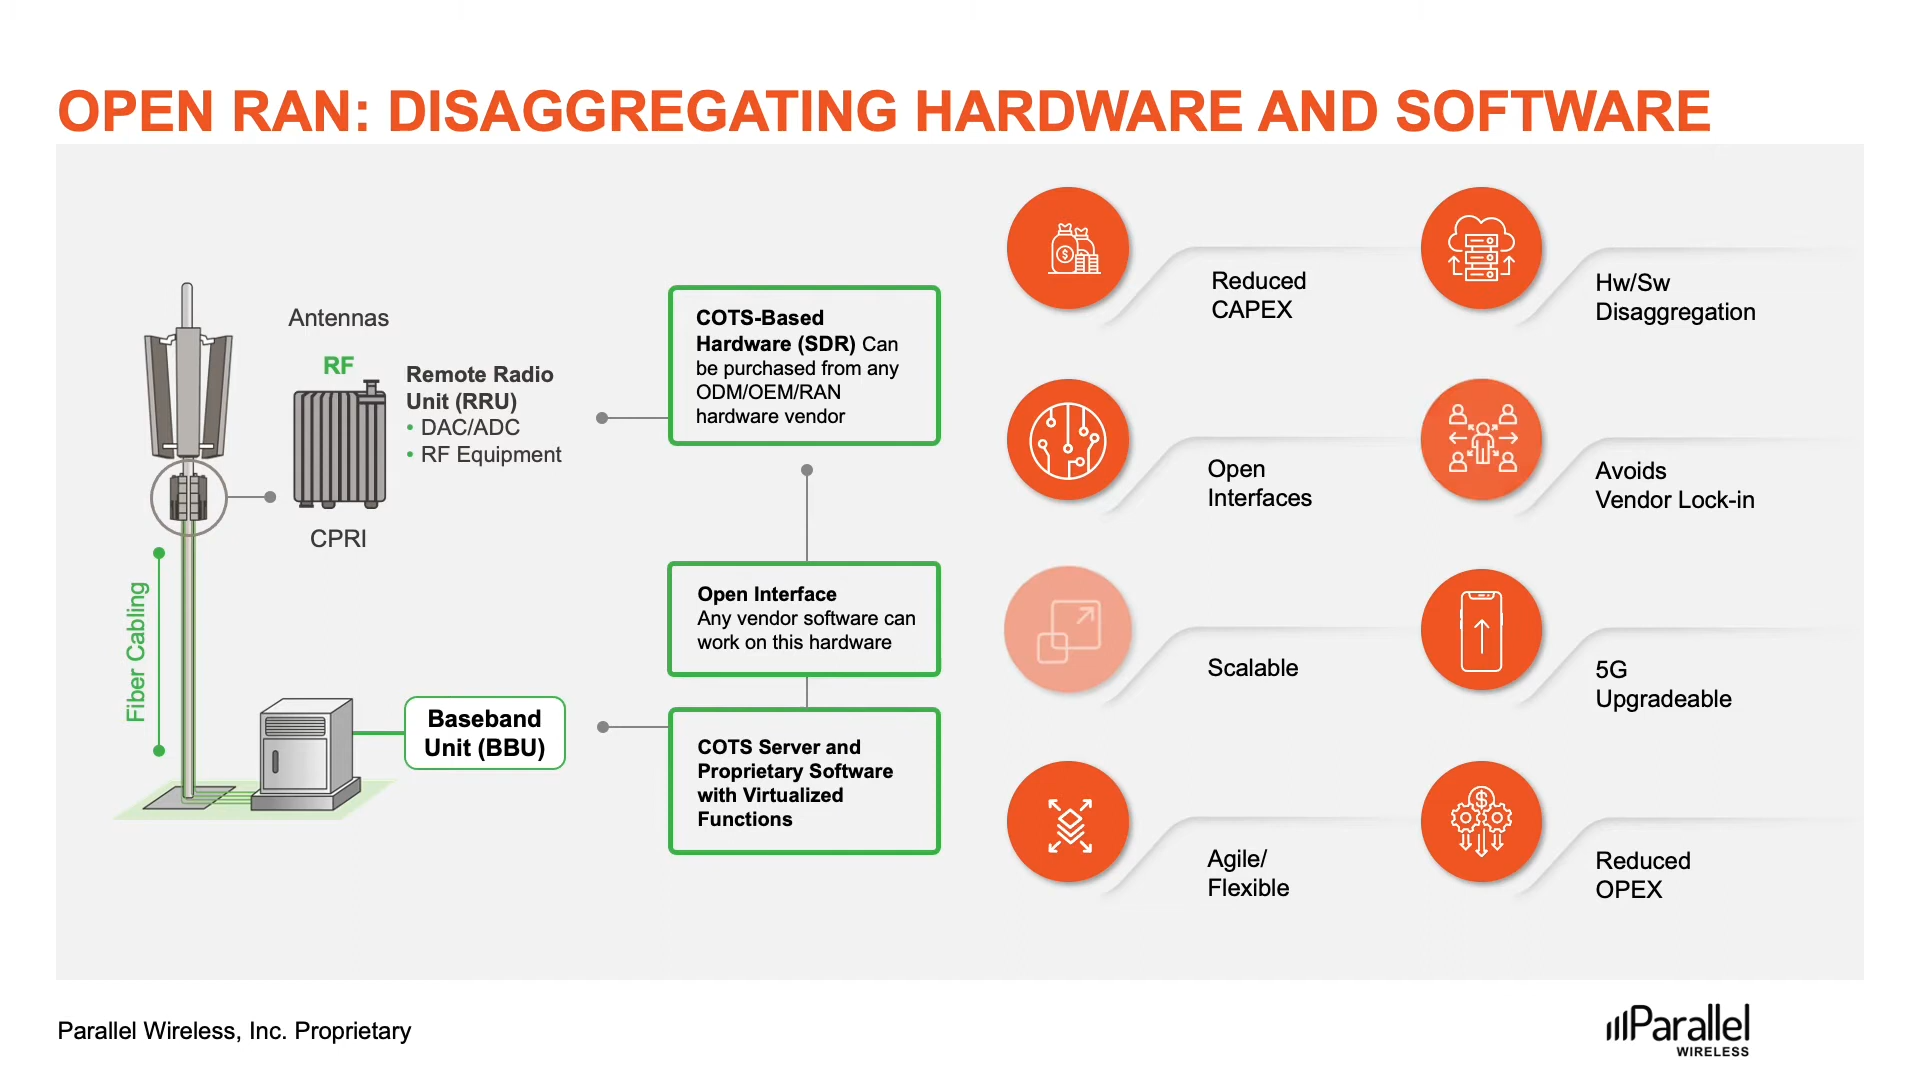 OPEN RAN: DISAGGREGATING HARDWARE AND SOFTWARE
Antennas
RF
Remote Radio
Unit (RRU)
• DAC/ADC
• RF Equipment
CPRI
Fiber Cabling
Baseband
Unit (BBU)
COTS-Based
Hardware (SDR) Can
be purchased from any
ODM/OEM/RAN
hardware vendor
Open Interface
Any vendor software can
work on this hardware
COTS Server and
Proprietary Software
with Virtualized
Functions
Reduced
CAPEX
Hw/Sw
Disaggregation
Open
Interfaces
Avoids
Vendor Lock-in
Scalable
5G
Upgradeable
Agile/
Flexible
Reduced
OPEX
Parallel Wireless, Inc. Proprietary
Parallel
WIRELESS